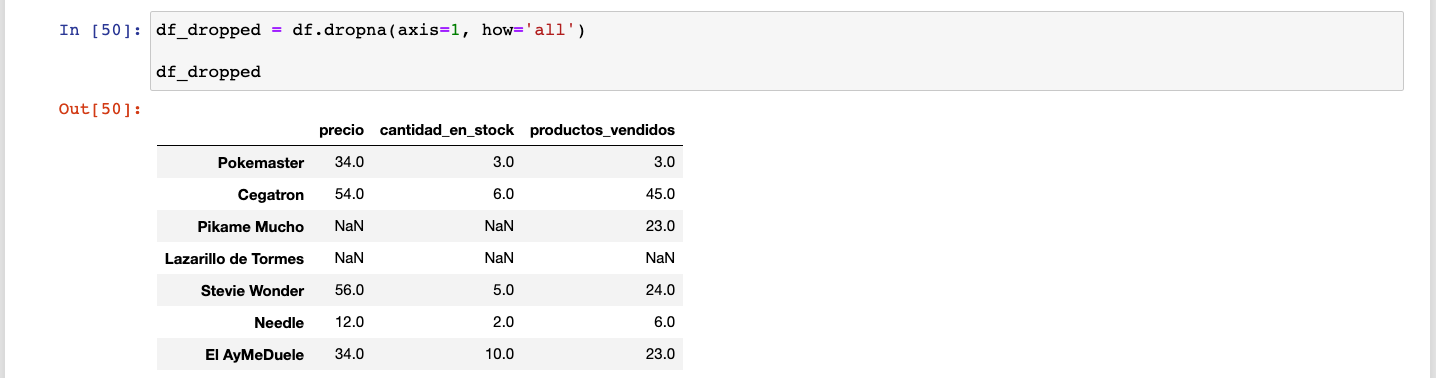 In [50]: df_dropped = df.dropna(axis=1, how='all')
df_dropped
Out[50]:
precio cantidad_en_stock productos_vendidos
Pokemaster 34.0 3.0 3.0
Cegatron 54.0 6.0 45.0
Pikame Mucho NaN NaN 23.0
Lazarillo de Tormes NaN NaN NaN
Stevie Wonder 56.0 5.0 24.0
Needle 12.0 2.0 6.0
El AyMeDuele 34.0 10.0 23.0